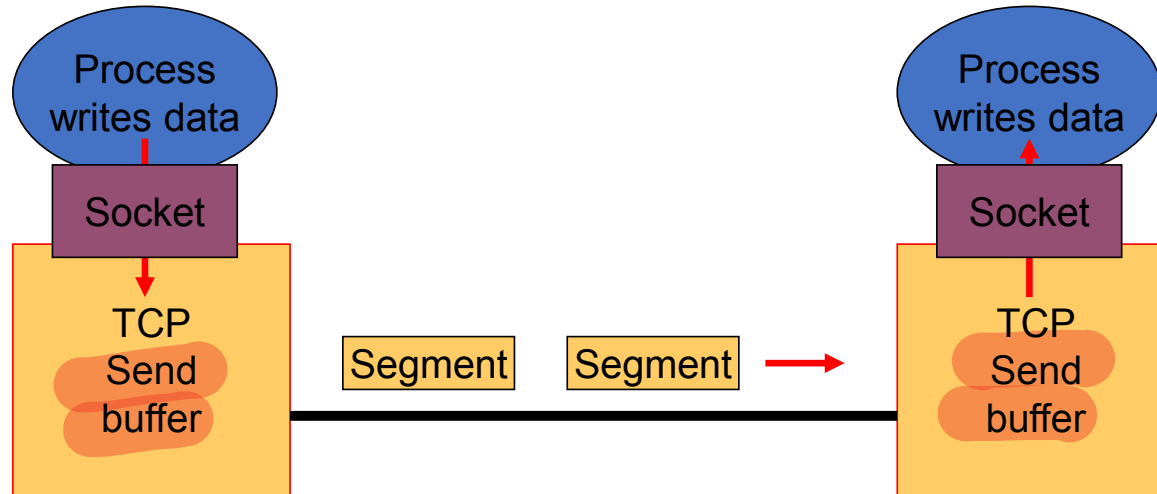 Process
writes data
Process
writes data
Socket
Socket
TCP
Send
buffer
Segment
Segment
TCP
Send
buffer